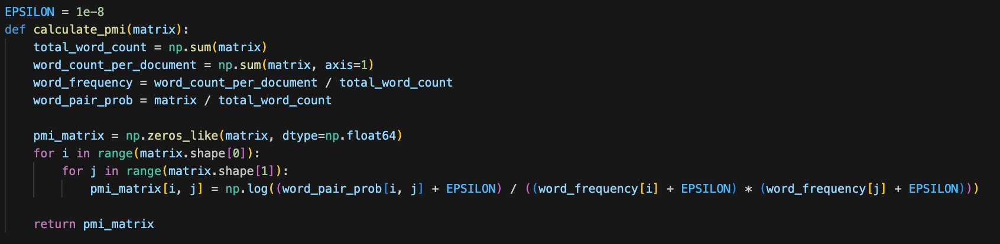 EPSILON = 1e-8
def calculate_pmi(matrix):
    total_word_count = np.sum(matrix)
    word_count_per_document = np.sum(matrix, axis=1)
    word_frequency = word_count_per_document / total_word_count
    word_pair_prob = matrix / total_word_count

    pmi_matrix = np.zeros_like(matrix, dtype=np.float64)
    for i in range(matrix.shape[0]):
        for j in range(matrix.shape[1]):
            pmi_matrix[i, j] = np.log((word_pair_prob[i, j] + EPSILON) / ((word_frequency[i] + EPSILON) * (word_frequency[j] + EPSILON)))

    return pmi_matrix